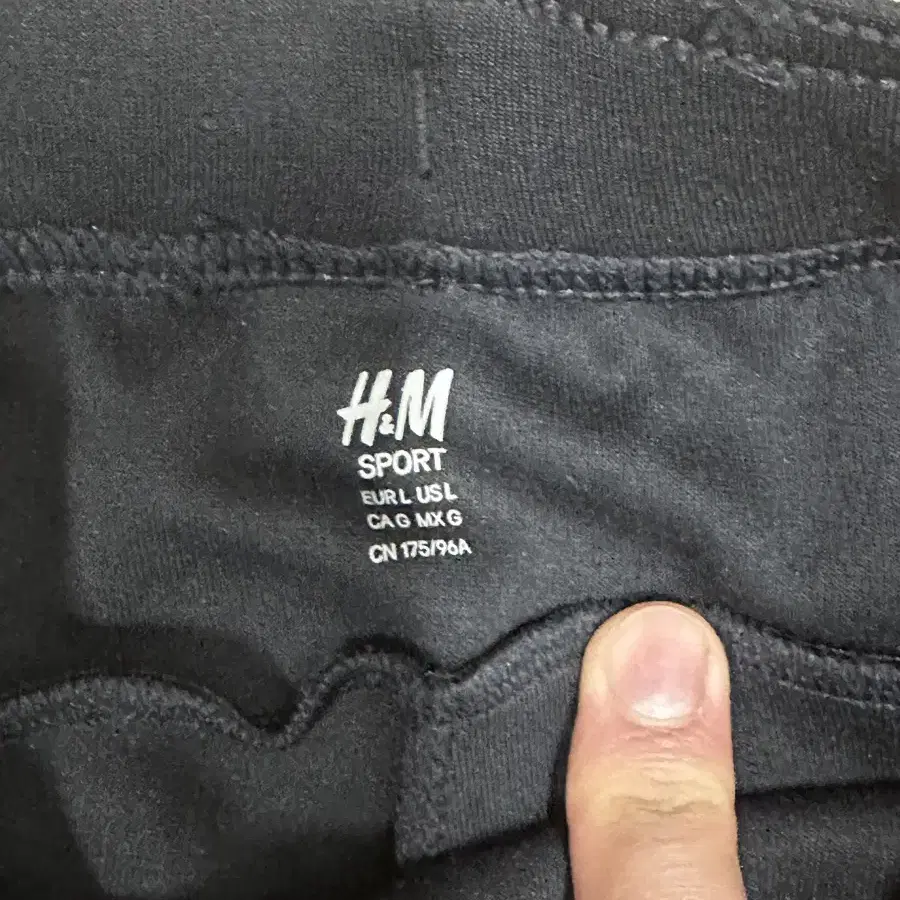 H&M
SPORT
EUR L US L
CA G MX G
CN 175/96A